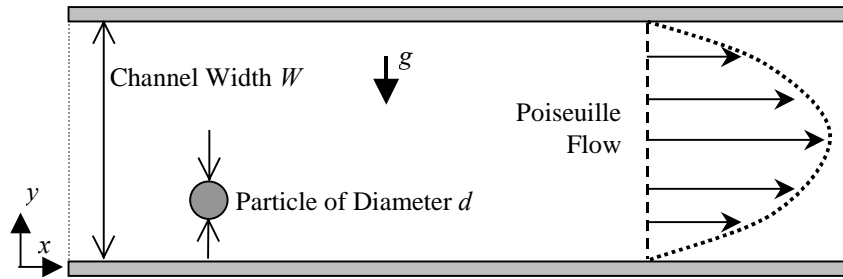 g
Channel Width W
Poiseuille
Flow
Particle of Diameter d
y
x